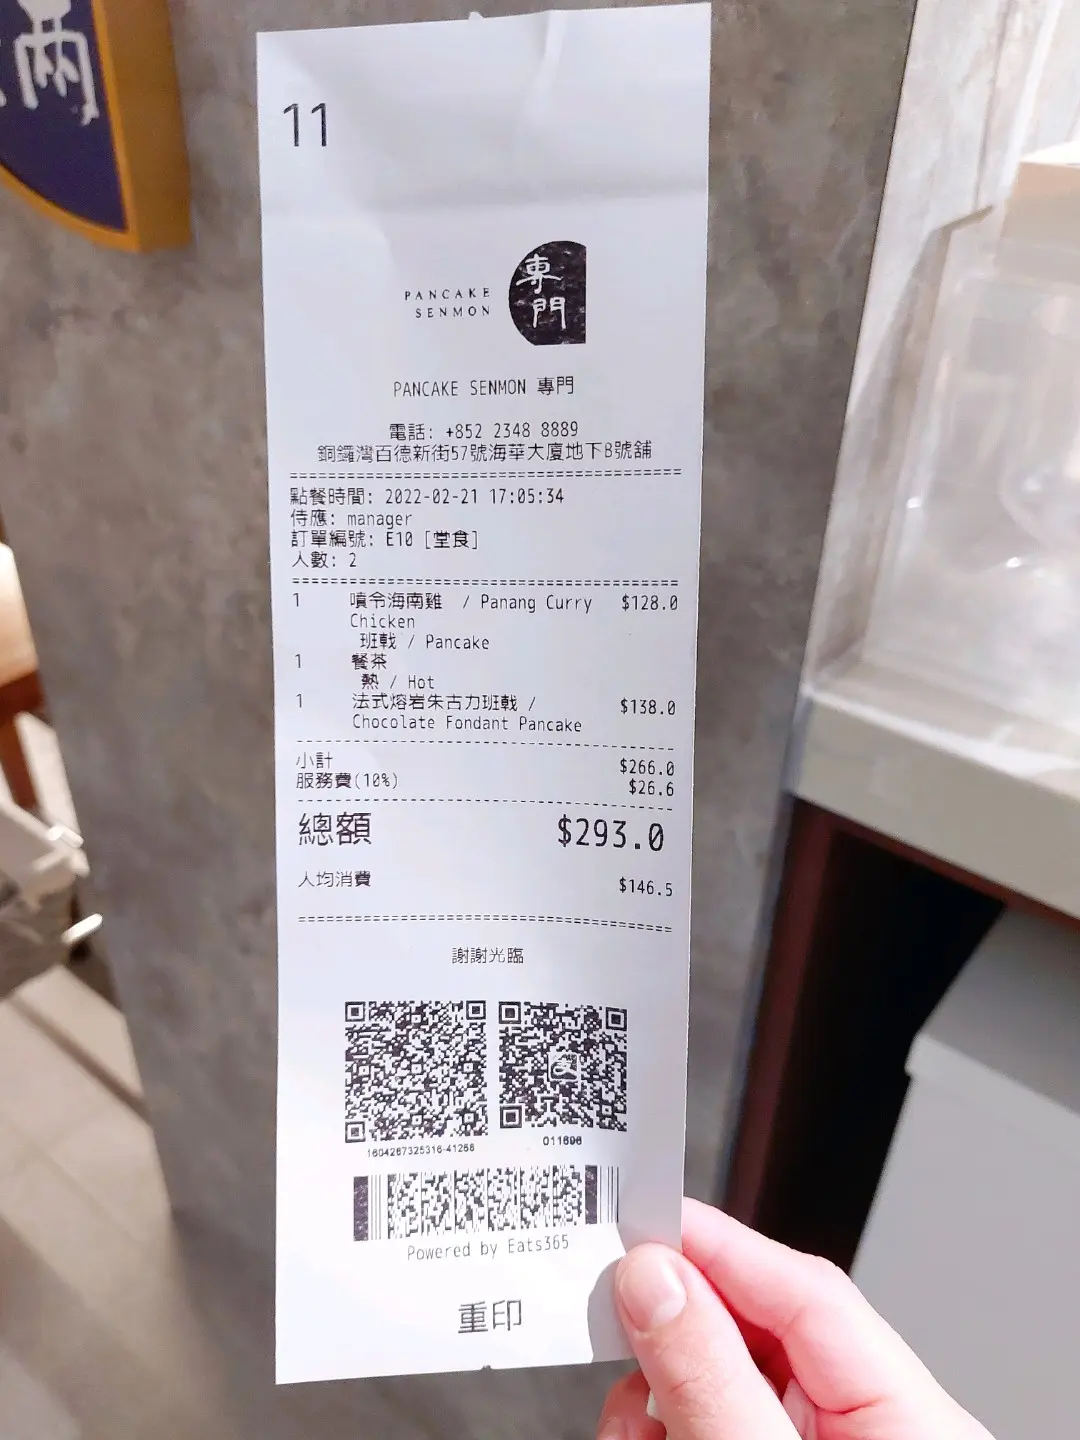 兩
11
PANCAKE
SENMON
專
門
PANCAKE SENMON 專門
電話: +852 2348 8889
銅鑼灣百德新街57號海華大廈地下B號舖
點餐時間: 2022-02-21 17:05:34
侍應: manager
訂單編號: E10 [堂食]
人數: 2
1 噴令海南雞 / Panang Curry $128.0
Chicken
班戟 / Pancake
1 餐茶
熱 / Hot
1 法式熔岩朱古力班戟 / $138.0
Chocolate Fondant Pancake
小計 $266.0
服務費(10%) $26.6
總額 $293.0
人均消費 $146.5
謝謝光臨
1604287325316-41268 011696
Powered by Eats365
重印